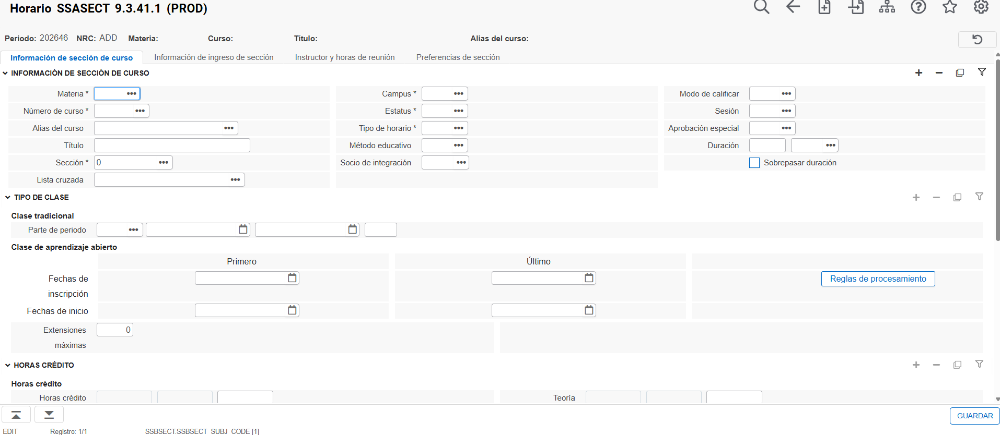 Horario SSASECT 9.3.41.1 (PROD)
Periodo: 202646 NRC: ADD Materia: Curso: Título: Alias del curso:
Información de sección de curso Información de ingreso de sección Instructor y horas de reunión Preferencias de sección
INFORMACIÓN DE SECCIÓN DE CURSO
Materia * Campus * Modo de calificar
Número de curso * Estatus * Sesión
Alias del curso Tipo de horario * Aprobación especial
Título Método educativo Duración
Sección * 0 Socio de integración Sobrepasar duración
Lista cruzada
TIPO DE CLASE
Clase tradicional
Parte de periodo
Clase de aprendizaje abierto
Primero Último
Fechas de
inscripción
Reglas de procesamiento
Fechas de inicio
Extensiones
máximas
0
HORAS CRÉDITO
Horas crédito
Horas crédito Teoría
GUARDAR
EDIT Registro: 1/1 SSBSECT.SSBSECT_SUBJ_CODE [1]